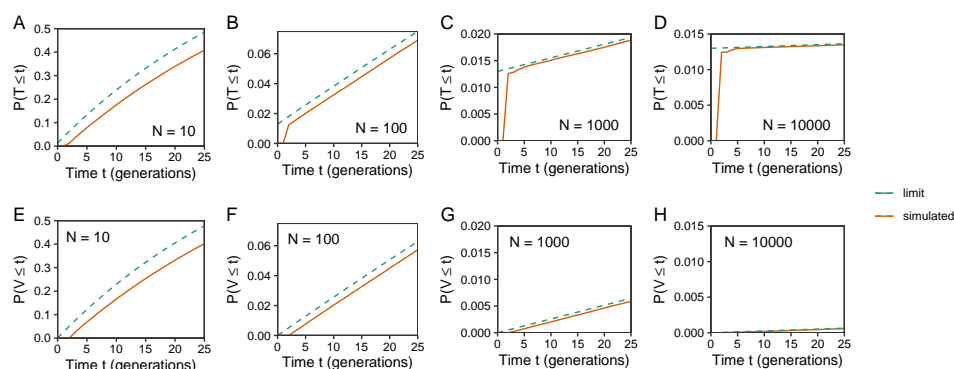 A
P(T ≤ t)
0.5
0.4
0.3
0.2
0.1
0.0
0 5 10 15 20 25
Time t (generations)
N = 10
B
P(T ≤ t)
0.06
0.04
0.02
0.00
0 5 10 15 20 25
Time t (generations)
N = 100
C
P(T ≤ t)
0.020
0.015
0.010
0.005
0.000
0 5 10 15 20 25
Time t (generations)
N = 1000
D
P(T ≤ t)
0.015
0.010
0.005
0.000
0 5 10 15 20 25
Time t (generations)
N = 10000
E
P(V ≤ t)
0.5
0.4
0.3
0.2
0.1
0.0
0 5 10 15 20 25
Time t (generations)
N = 10
F
P(V ≤ t)
0.06
0.04
0.02
0.00
0 5 10 15 20 25
Time t (generations)
N = 100
G
P(V ≤ t)
0.020
0.015
0.010
0.005
0.000
0 5 10 15 20 25
Time t (generations)
N = 1000
H
P(V ≤ t)
0.015
0.010
0.005
0.000
0 5 10 15 20 25
Time t (generations)
N = 10000
limit
simulated